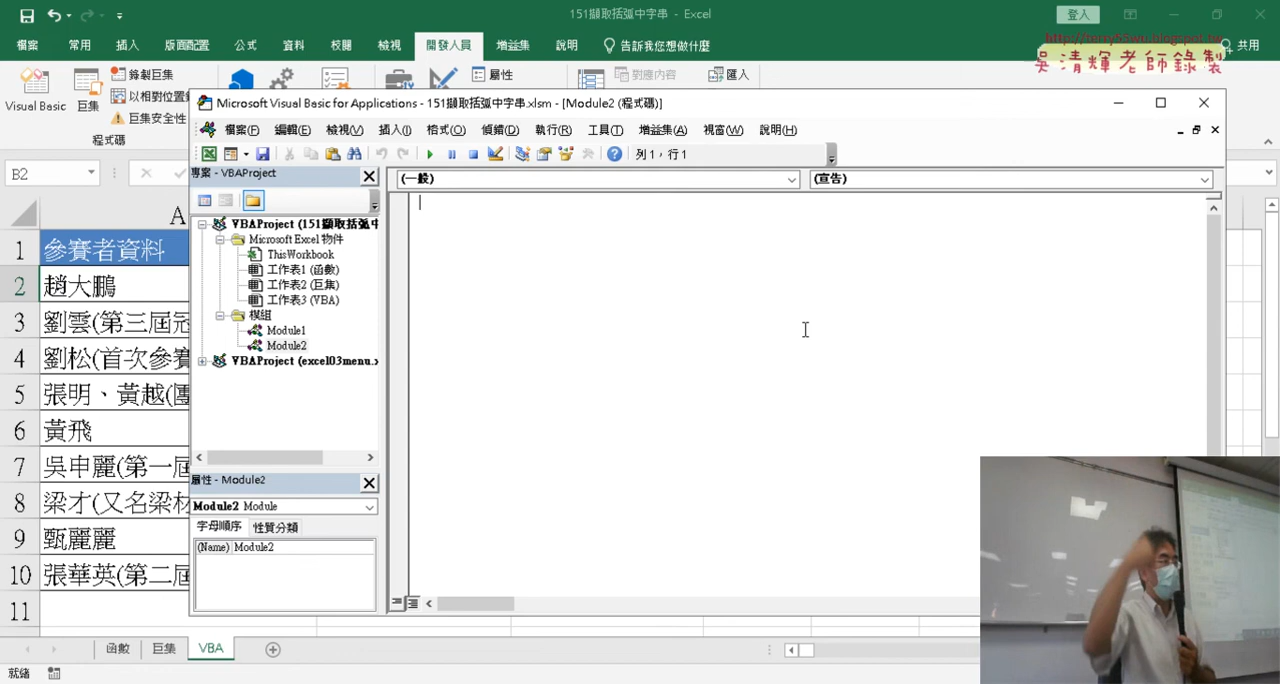 151擷取括弧中字串 - Excel
登入
http://terry55wu.blogspot.tw
吳清輝老師錄製
檔案 常用 插入 版面配置 公式 資料 校閱 檢視 開發人員 增益集 說明 告訴我您想做什麼 共用
Visual Basic 巨集 錄製巨集
以相對位置
巨集安全性
程式碼
屬性 對應內容 匯入
Microsoft Visual Basic for Applications - 151擷取括弧中字串.xlsm - [Module2 (程式碼)]
檔案(F) 編輯(E) 檢視(V) 插入(I) 格式(O) 偵錯(D) 執行(R) 工具(T) 增益集(A) 視窗(W) 說明(H)
列 1，行 1
B2
專案 - VBAProject
(一般) (宣告)
VBAProject (151擷取括弧中
Microsoft Excel 物件
ThisWorkbook
工作表1 (函數)
工作表2 (巨集)
工作表3 (VBA)
模組
Module1
Module2
VBAProject (excel03menu.x
屬性 - Module2
Module2 Module
字母順序 性質分類
(Name) Module2
A
1 參賽者資料
2 趙大鵬
3 劉雲(第三屆冠
4 劉松(首次參賽
5 張明、黃越(團
6 黃飛
7 吳申麗(第一屆
8 梁才(又名梁材
9 甄麗麗
10 張華英(第二屆
11
函數 巨集 VBA
就緒